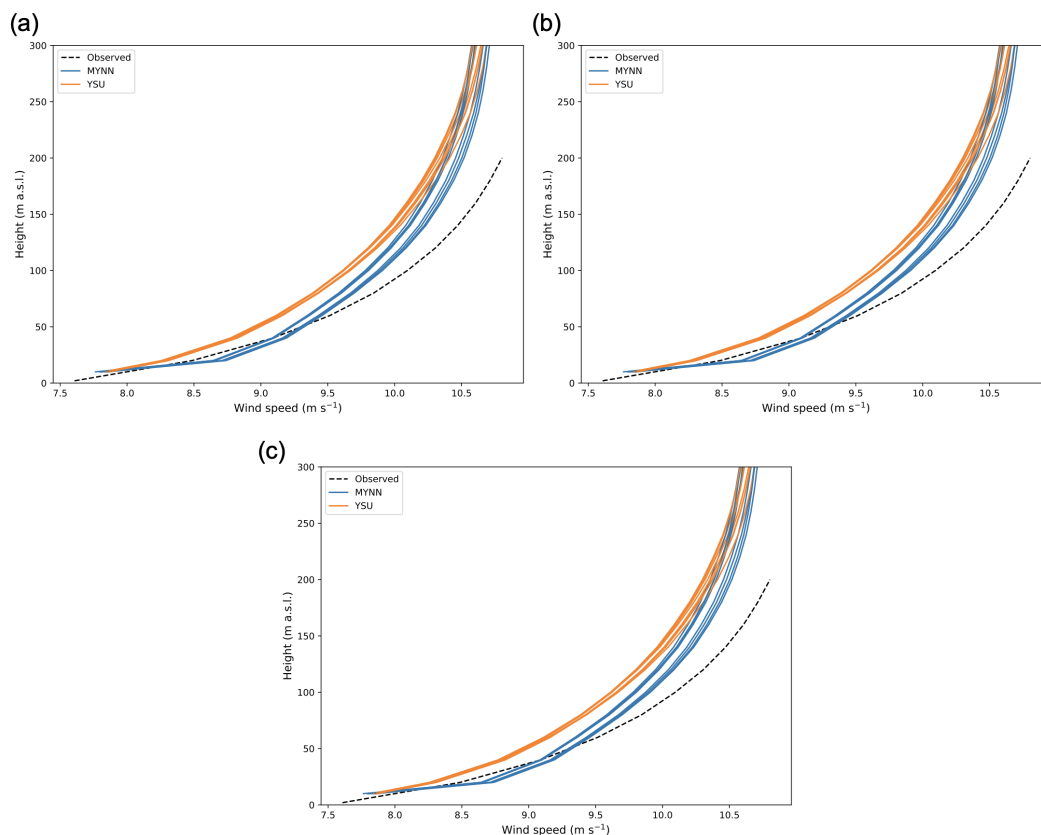 (a)
300
250
200
150
100
50
0
Height (m a.s.l.)
Observed
MYNN
YSU
7.5 8.0 8.5 9.0 9.5 10.0 10.5
Wind speed (m s⁻¹)
(b)
300
250
200
150
100
50
0
Height (m a.s.l.)
Observed
MYNN
YSU
7.5 8.0 8.5 9.0 9.5 10.0 10.5
Wind speed (m s⁻¹)
(c)
300
250
200
150
100
50
0
Height (m a.s.l.)
Observed
MYNN
YSU
7.5 8.0 8.5 9.0 9.5 10.0 10.5
Wind speed (m s⁻¹)